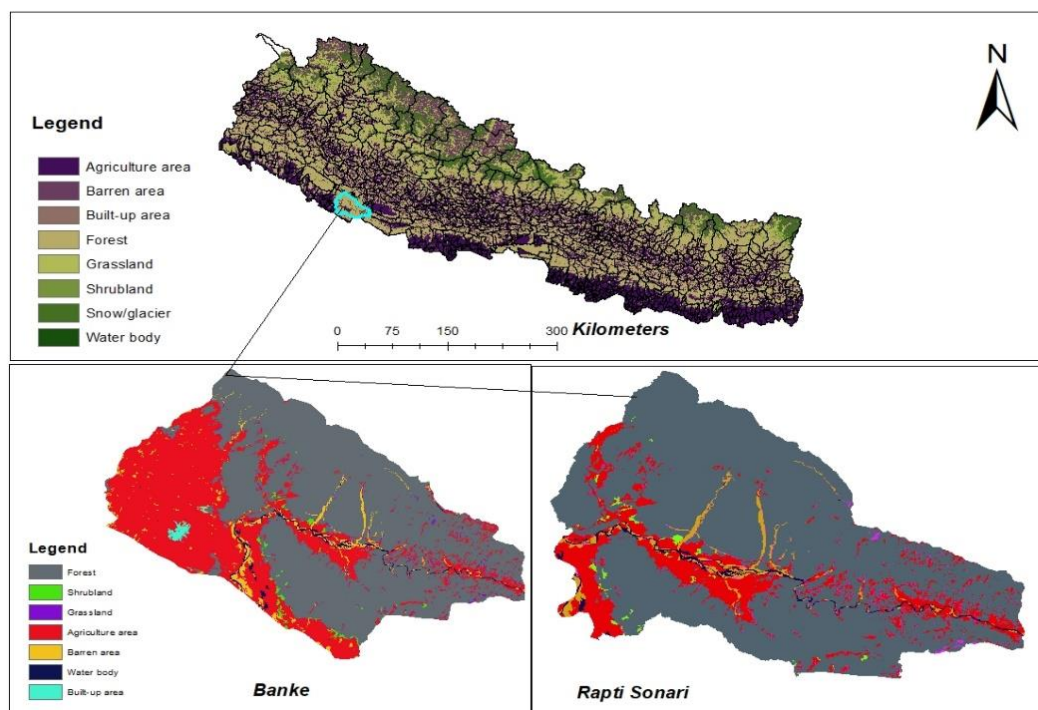 N
Legend
Agriculture area
Barren area
Built-up area
Forest
Grassland
Shrubland
Snow/glacier
Water body
0 75 150 300 Kilometers
Legend
Forest
Shrubland
Grassland
Agriculture area
Barren area
Water body
Built-up area
Banke
Rapti Sonari